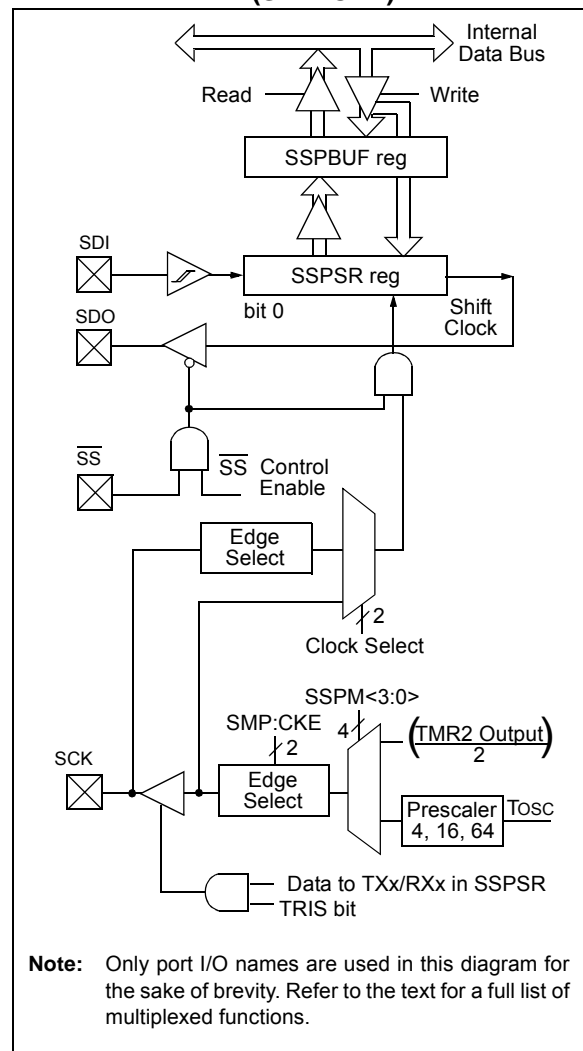 Internal
Data Bus
Read
Write
SSPBUF reg
SDI
SSPSR reg
bit 0
Shift
Clock
SDO
SS
SS Control
Enable
Edge
Select
2
Clock Select
SSPM<3:0>
SMP:CKE
4
(TMR2 Output)
2
2
SCK
Edge
Select
Prescaler
4, 16, 64
TOSC
Data to TXx/RXx in SSPSR
TRIS bit
Note: Only port I/O names are used in this diagram for
the sake of brevity. Refer to the text for a full list of
multiplexed functions.